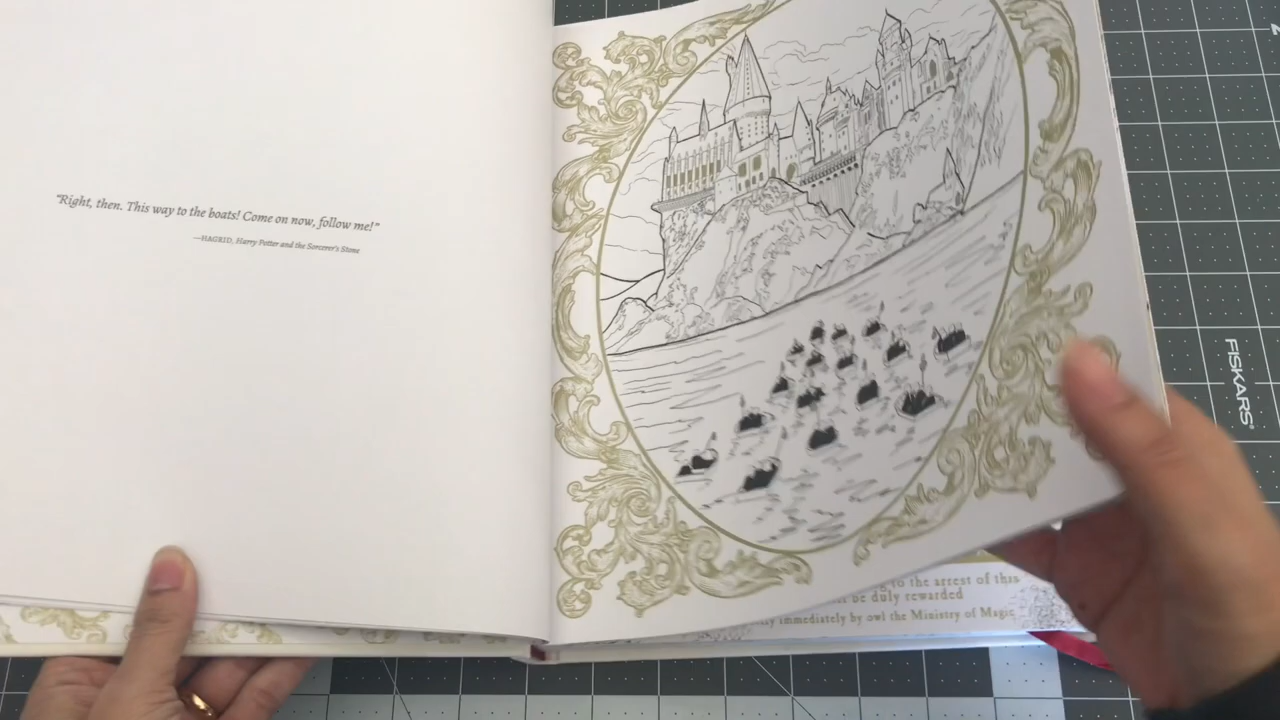 "Right, then. This way to the boats! Come on now, follow me!"
—HAGRID, Harry Potter and the Sorcerer's Stone
FISKARS
to the arrest of this
be duly rewarded
immediately by owl the Ministry of Magic